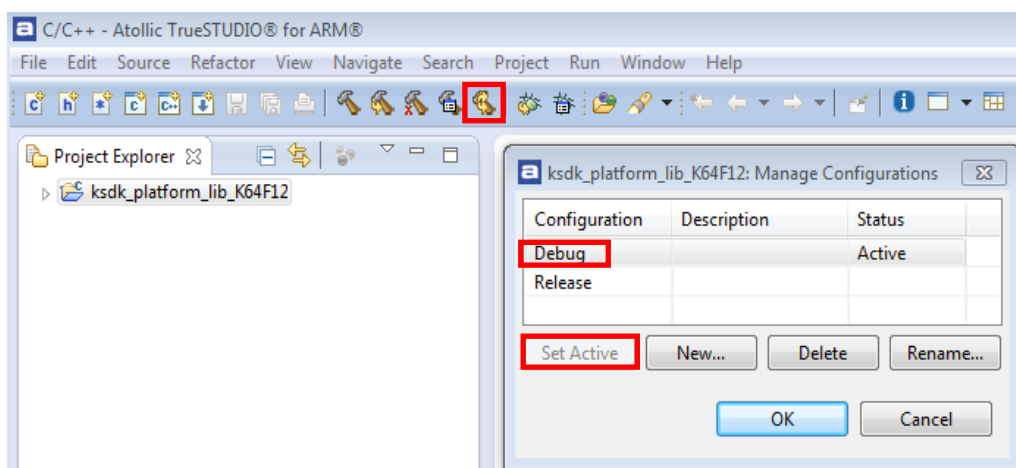 C/C++ - Atollic TrueSTUDIO® for ARM®
File Edit Source Refactor View Navigate Search Project Run Window Help
Project Explorer
ksdk_platform_lib_K64F12
ksdk_platform_lib_K64F12: Manage Configurations
Configuration Description Status
Debug Active
Release
Set Active New... Delete Rename...
OK Cancel